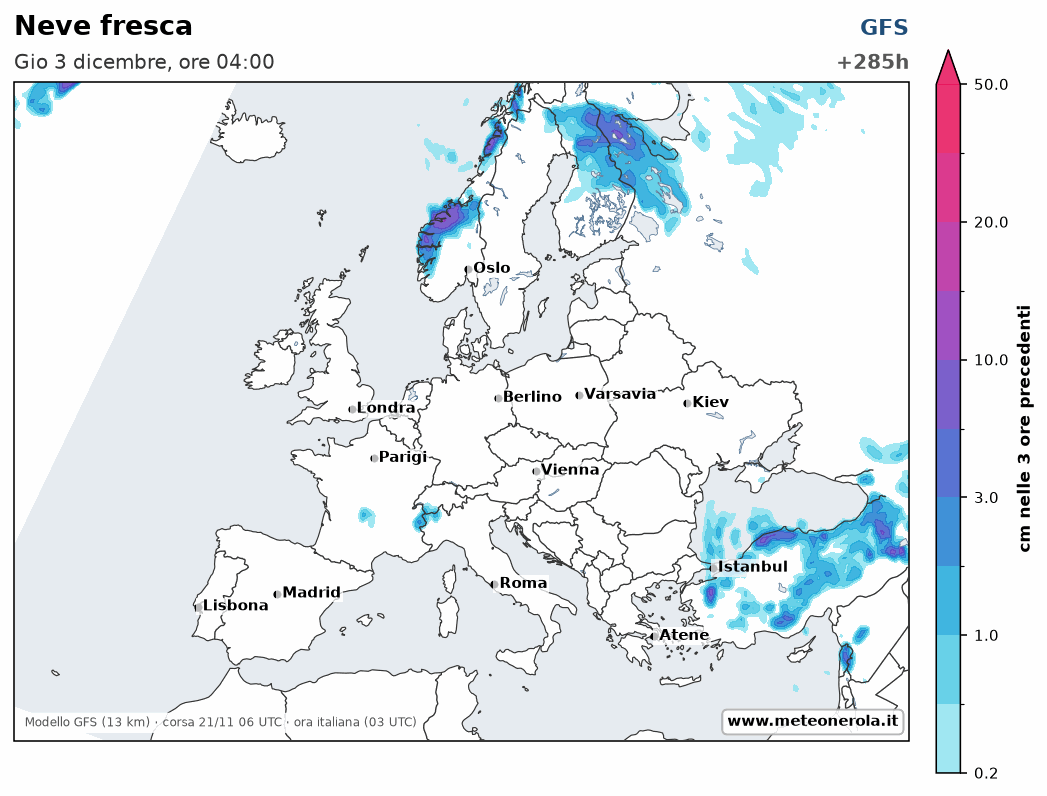 Neve fresca
GFS
Gio 3 dicembre, ore 04:00
+285h
50.0
20.0
10.0
3.0
1.0
0.2
cm nelle 3 ore precedenti
Oslo
Berlino
Varsavia
Kiev
Londra
Parigi
Vienna
Istanbul
Roma
Madrid
Lisbona
Atene
Modello GFS (13 km) · corsa 21/11 06 UTC · ora italiana (03 UTC)
www.meteonerola.it